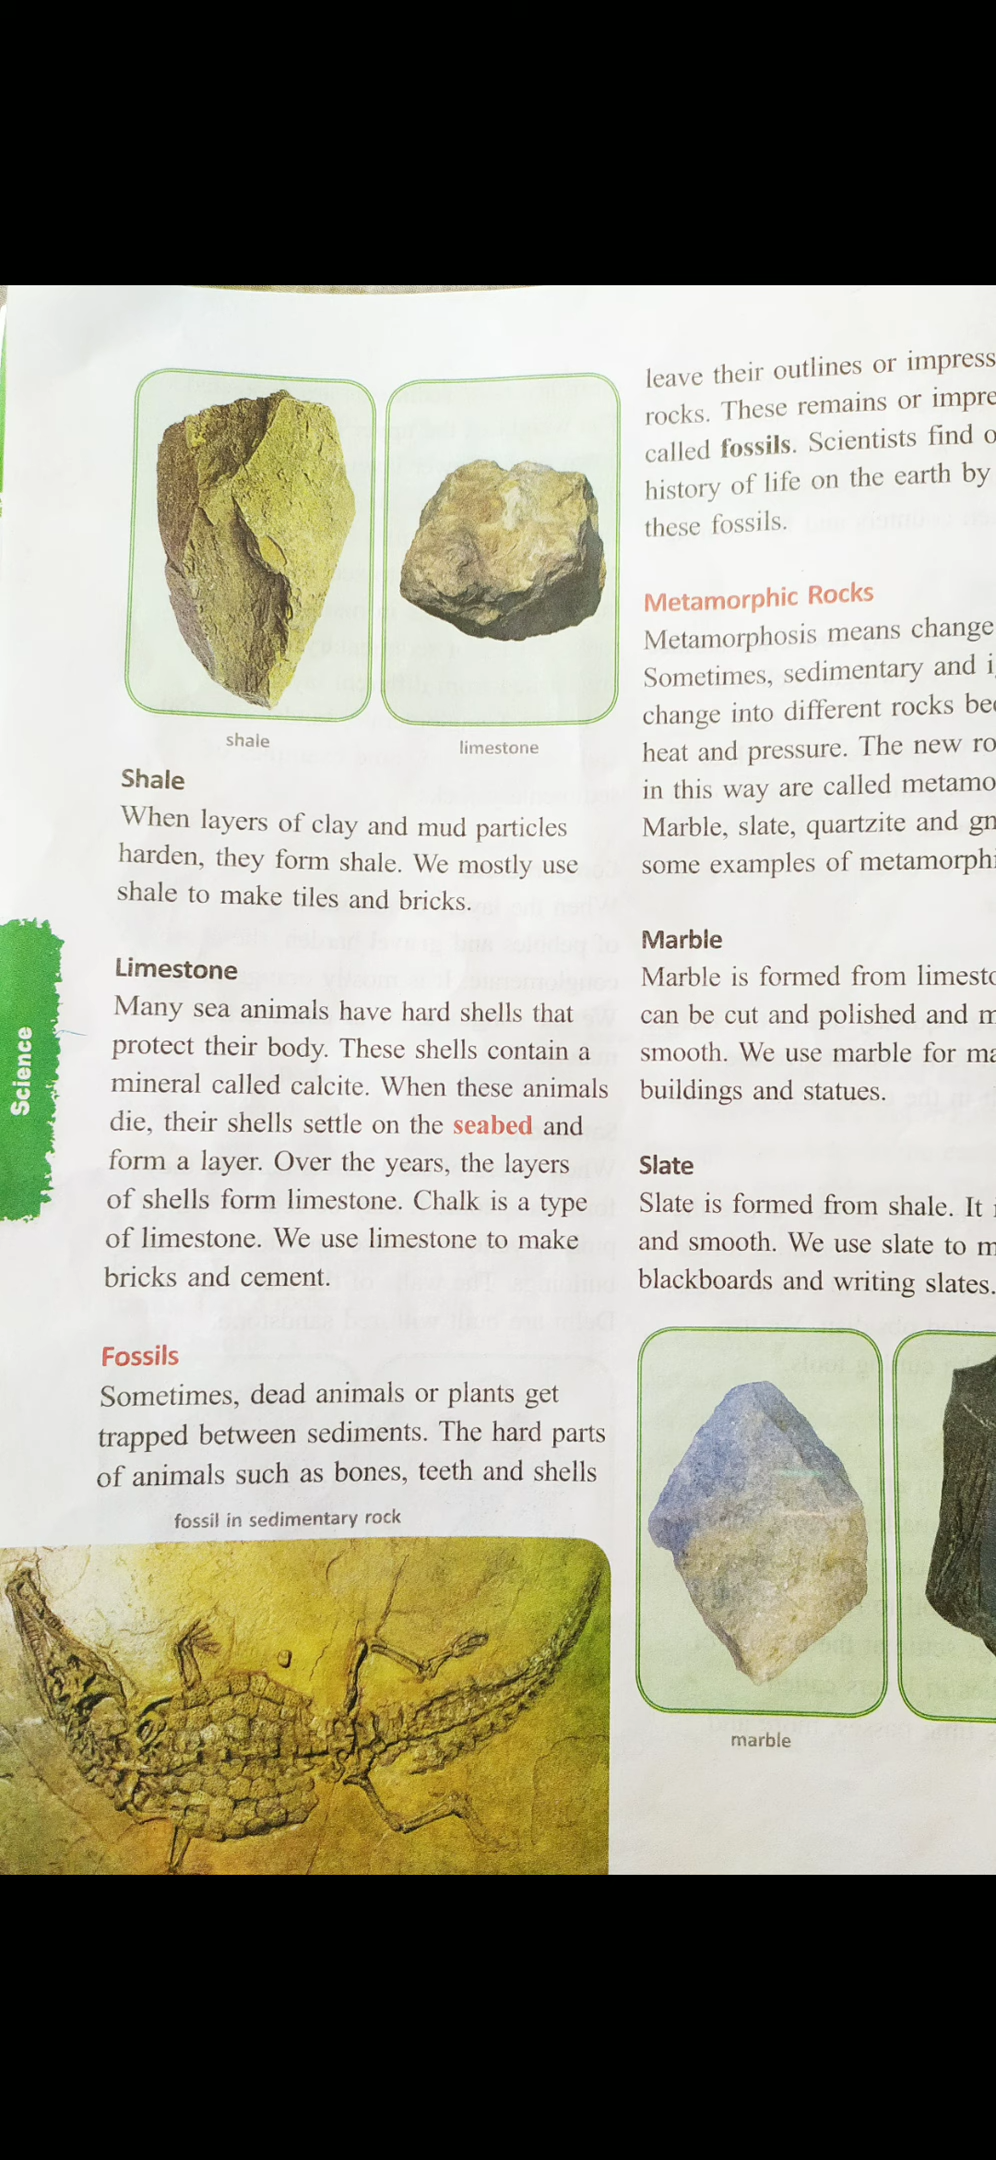 shale
limestone
Shale
When layers of clay and mud particles
harden, they form shale. We mostly use
shale to make tiles and bricks.
Limestone
Many sea animals have hard shells that
protect their body. These shells contain a
mineral called calcite. When these animals
die, their shells settle on the seabed and
form a layer. Over the years, the layers
of shells form limestone. Chalk is a type
of limestone. We use limestone to make
bricks and cement.
Fossils
Sometimes, dead animals or plants get
trapped between sediments. The hard parts
of animals such as bones, teeth and shells
fossil in sedimentary rock
leave their outlines or impress
rocks. These remains or impre
called fossils. Scientists find o
history of life on the earth by
these fossils.
Metamorphic Rocks
Metamorphosis means change
Sometimes, sedimentary and i
change into different rocks bec
heat and pressure. The new ro
in this way are called metamo
Marble, slate, quartzite and gn
some examples of metamorphi
Marble
Marble is formed from limesto
can be cut and polished and m
smooth. We use marble for ma
buildings and statues.
Slate
Slate is formed from shale. It
and smooth. We use slate to m
blackboards and writing slates.
marble
Science